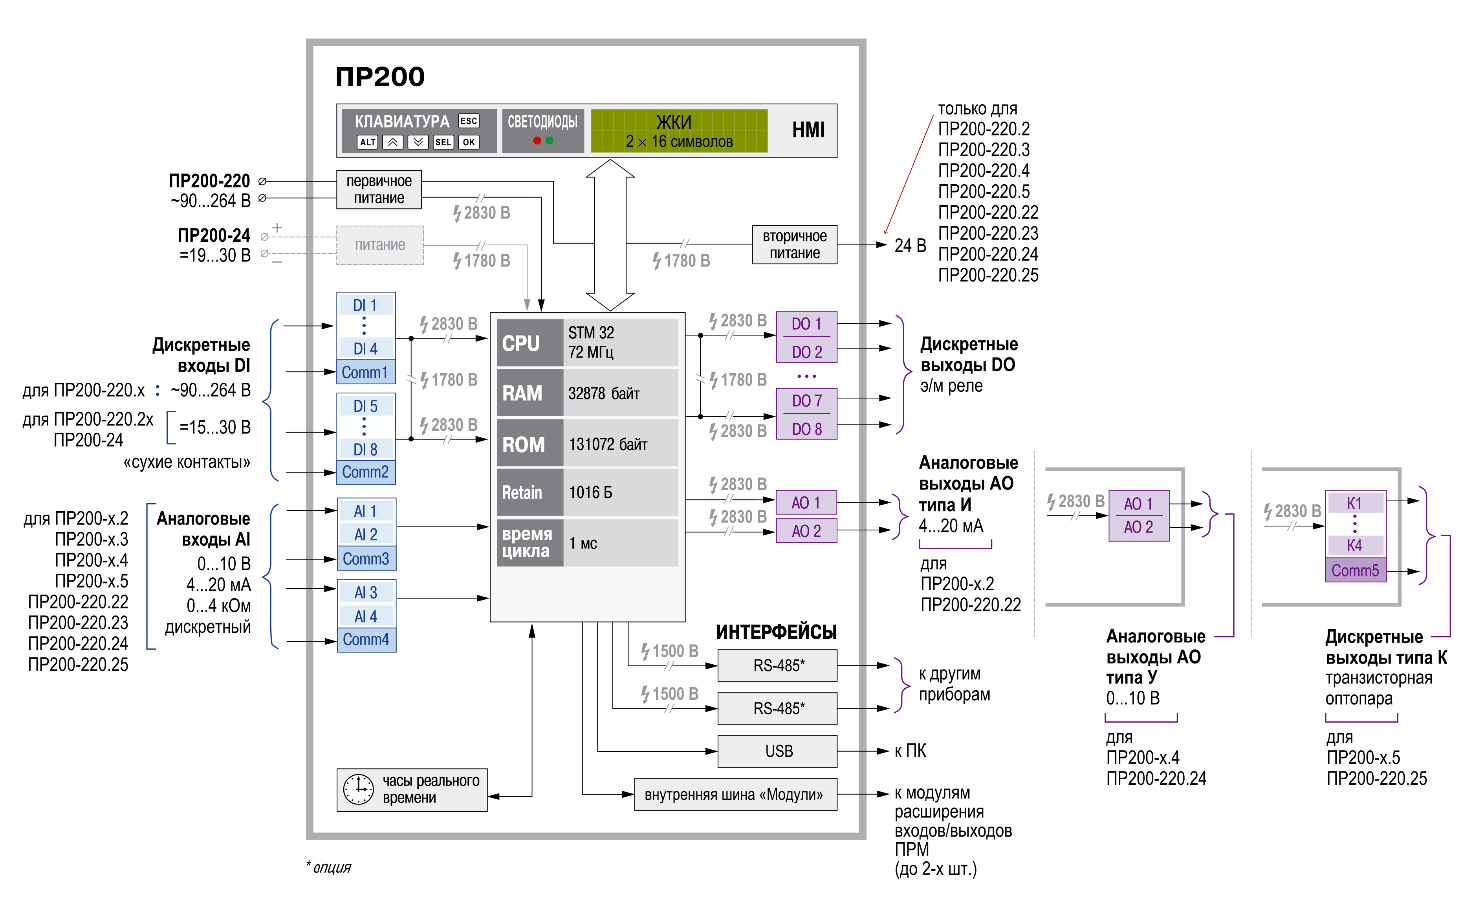 ПР200
КЛАВИАТУРА ESC
ALT SEL OK
СВЕТОДИОДЫ
ЖКИ
2 × 16 символов
HMI
ПР200-220
~90...264 В
первичное
питание
2830 В
ПР200-24
=19...30 В
+
−
питание
1780 В
1780 В
вторичное
питание
24 В
только для
ПР200-220.2
ПР200-220.3
ПР200-220.4
ПР200-220.5
ПР200-220.22
ПР200-220.23
ПР200-220.24
ПР200-220.25
Дискретные
входы DI
для ПР200-220.x : ~90...264 В
для ПР200-220.2x
ПР200-24
=15...30 В
«сухие контакты»
DI 1
DI 4
Comm1
DI 5
DI 8
Comm2
2830 В
1780 В
2830 В
для ПР200-x.2
ПР200-x.3
ПР200-x.4
ПР200-x.5
ПР200-220.22
ПР200-220.23
ПР200-220.24
ПР200-220.25
Аналоговые
входы AI
0...10 В
4...20 мА
0...4 кОм
дискретный
AI 1
AI 2
Comm3
AI 3
AI 4
Comm4
CPU
STM 32
72 МГц
RAM
32878 байт
ROM
131072 байт
Retain
1016 Б
время
цикла
1 мс
2830 В
1780 В
2830 В
DO 1
DO 2
...
DO 7
DO 8
Дискретные
выходы DO
э/м реле
2830 В
2830 В
AO 1
AO 2
Аналоговые
выходы АО
типа И
4...20 мА
для
ПР200-x.2
ПР200-220.22
2830 В
AO 1
AO 2
Аналоговые
выходы АО
типа У
0...10 В
для
ПР200-x.4
ПР200-220.24
2830 В
К1
К4
Comm5
Дискретные
выходы типа К
транзисторная
оптопара
для
ПР200-x.5
ПР200-220.25
ИНТЕРФЕЙСЫ
1500 В
RS-485*
1500 В
RS-485*
к другим
приборам
USB
к ПК
внутренняя шина «Модули»
к модулям
расширения
входов/выходов
ПРМ
(до 2-х шт.)
часы реального
времени
* опция